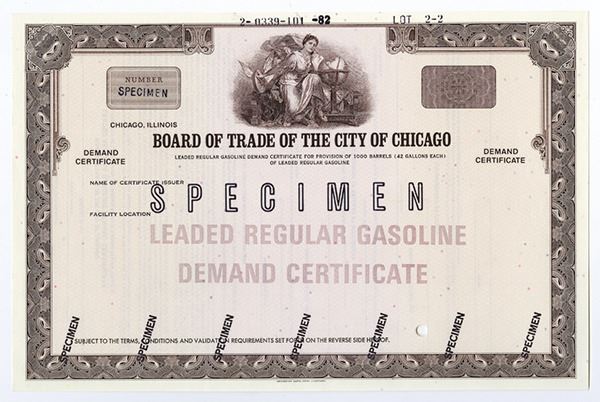 2-0339-101 -82 LOT 2-2
NUMBER
SPECIMEN
CHICAGO, ILLINOIS
BOARD OF TRADE OF THE CITY OF CHICAGO
DEMAND
CERTIFICATE
LEADED REGULAR GASOLINE DEMAND CERTIFICATE FOR PROVISION OF 1000 BARRELS (42 GALLONS EACH)
OF LEADED REGULAR GASOLINE
DEMAND
CERTIFICATE
NAME OF CERTIFICATE ISSUER
SPECIMEN
FACILITY LOCATION
LEADED REGULAR GASOLINE
DEMAND CERTIFICATE
SPECIMEN
SPECIMEN
SPECIMEN
SPECIMEN
SPECIMEN
SPECIMEN
SPECIMEN
SUBJECT TO THE TERMS, CONDITIONS AND VALIDATION REQUIREMENTS SET FORTH ON THE REVERSE SIDE HEREOF.